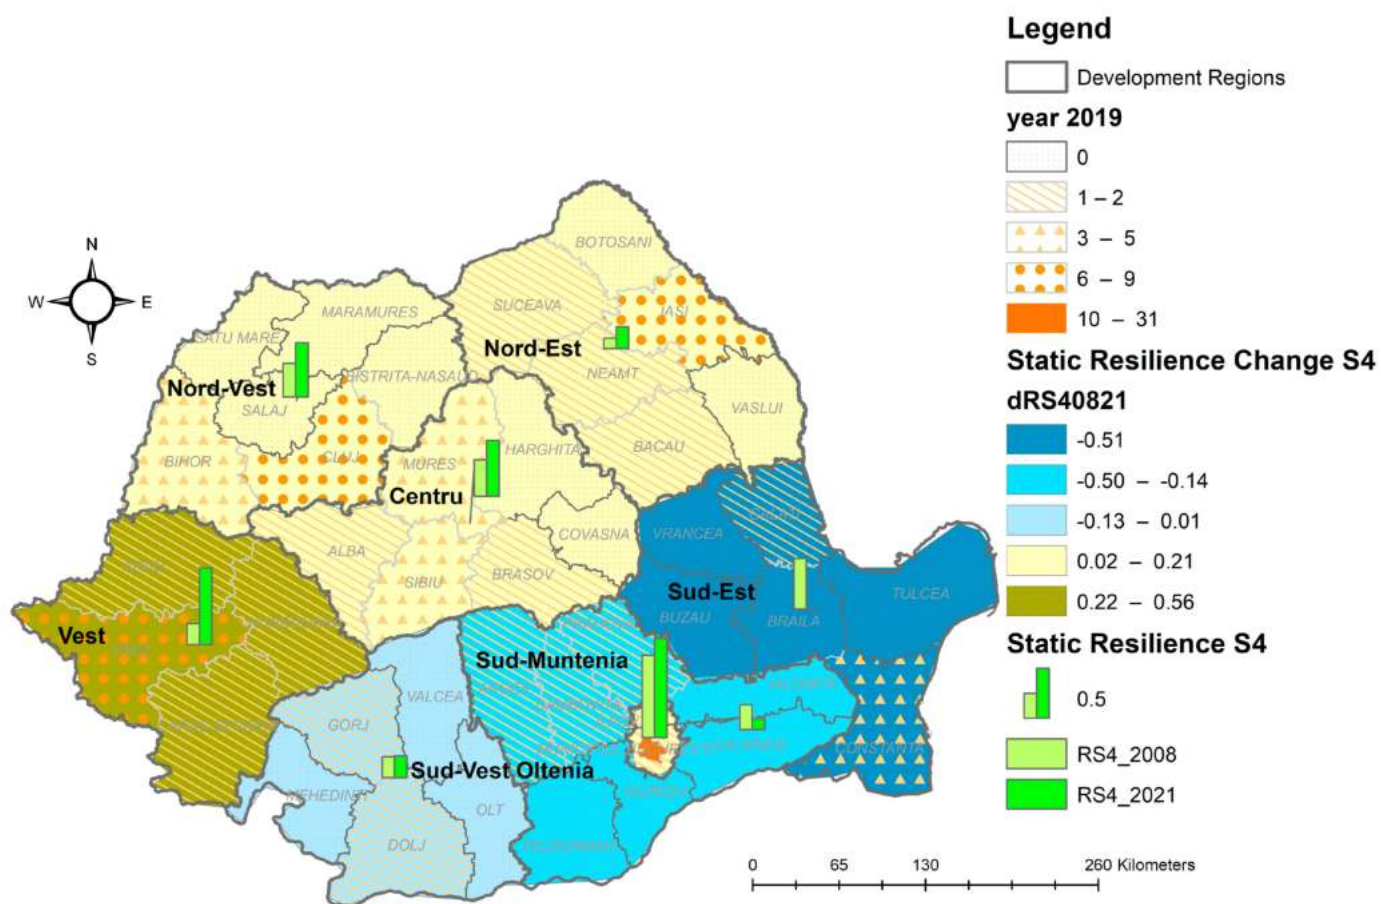 Legend
Development Regions
year 2019
0
1 – 2
3 – 5
6 – 9
10 – 31
Static Resilience Change S4
dRS40821
-0.51
-0.50 – -0.14
-0.13 – 0.01
0.02 – 0.21
0.22 – 0.56
Static Resilience S4
0.5
RS4_2008
RS4_2021
N
W E
S
BOTOSANI
SUCEAVA
IASI
MARAMURES
SATU MARE
Nord-Est
NEAMT
BISTRITA-NASAUD
Nord-Vest
SALAJ
VASLUI
HARGHITA
BACAU
CLUJ
MURES
BIHOR
Centru
COVASNA
VRANCEA
ALBA
BRASOV
SIBIU
Sud-Est
TULCEA
BUZAU
BRAILA
Vest
Sud-Muntenia
VALCEA
GORJ
CONSTANTA
Sud-Vest Oltenia
MEHEDINTI
OLT
DOLJ
0 65 130 260 Kilometers